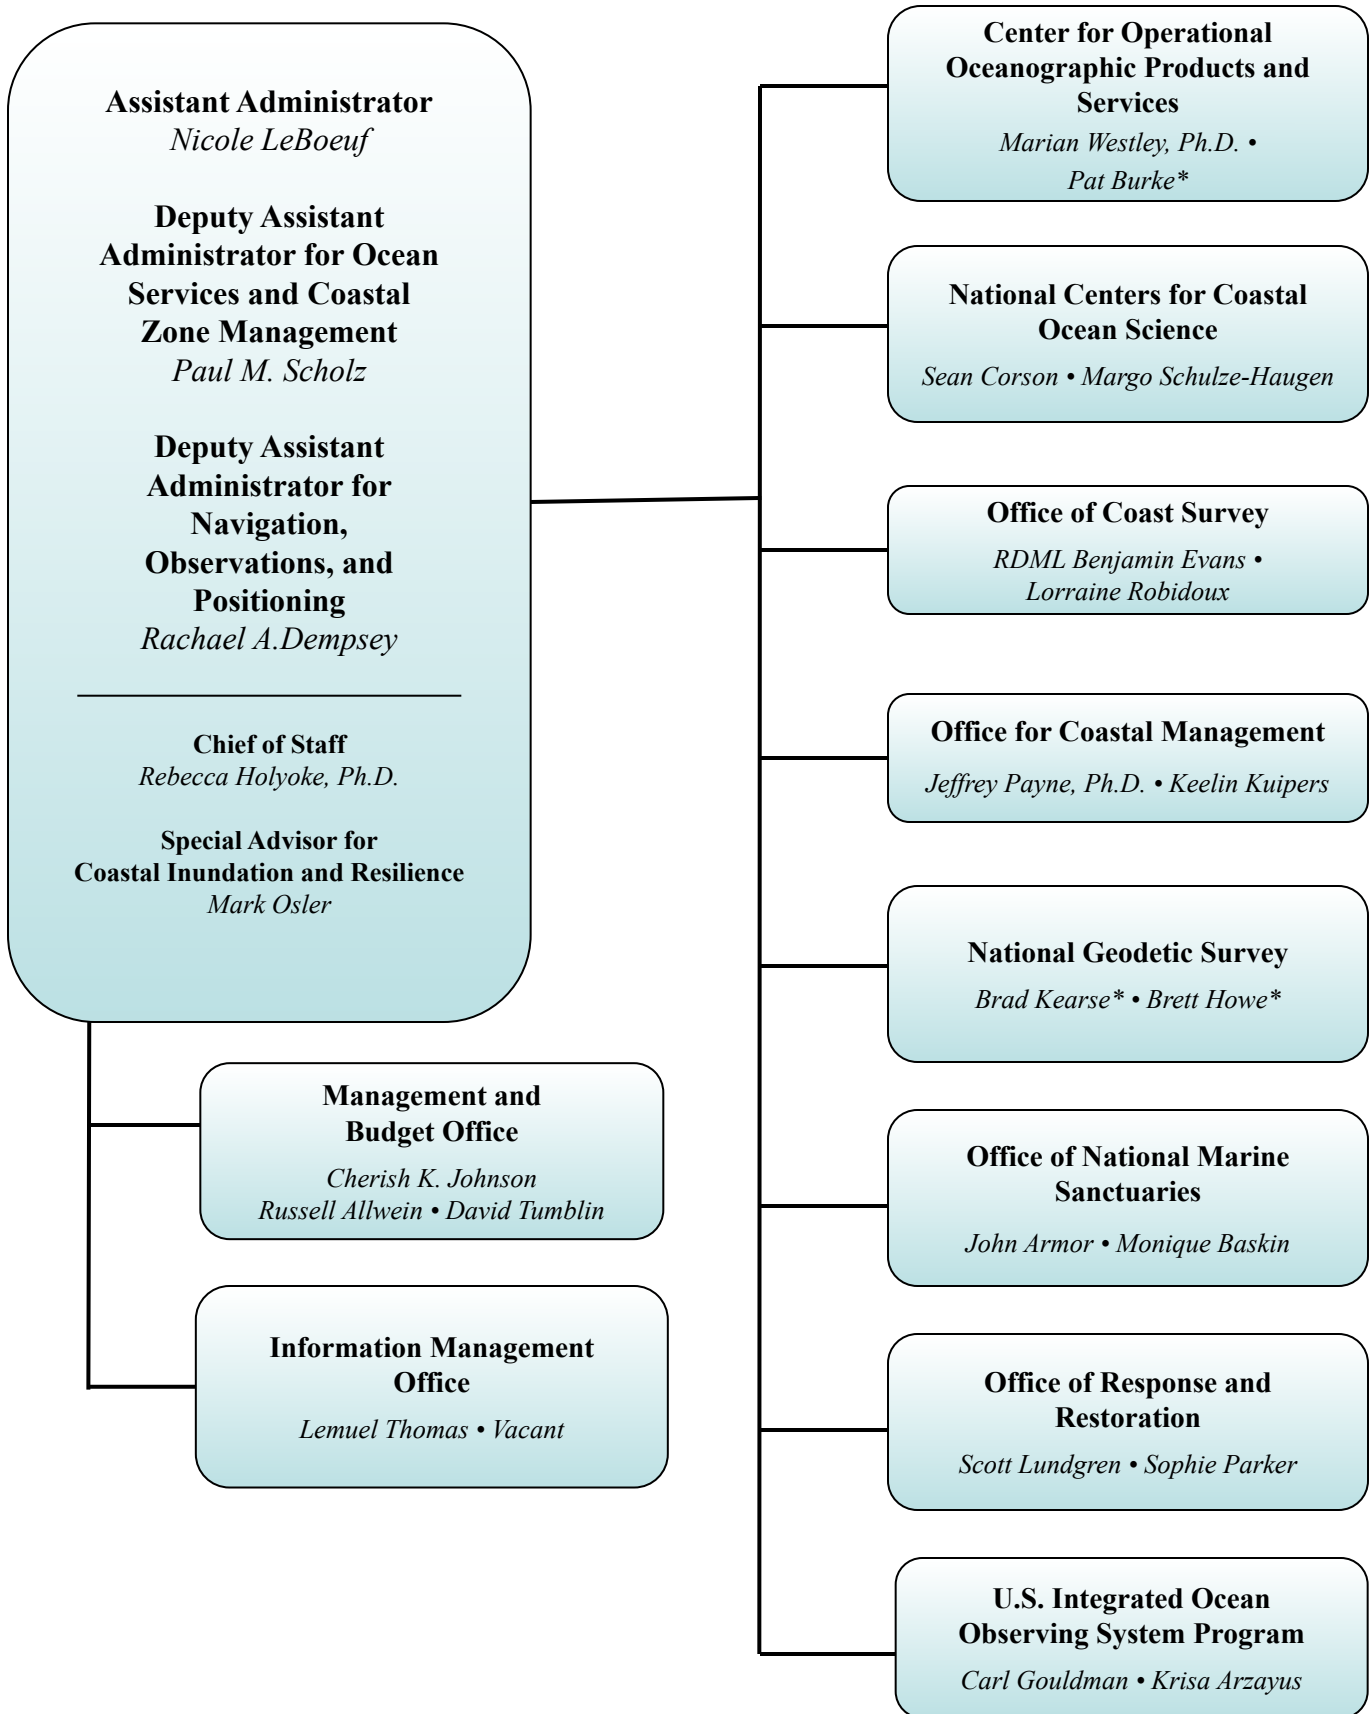 Assistant Administrator
Nicole LeBoeuf
Deputy Assistant
Administrator for Ocean
Services and Coastal
Zone Management
Paul M. Scholz
Deputy Assistant
Administrator for
Navigation,
Observations, and
Positioning
Rachael A.Dempsey
Chief of Staff
Rebecca Holyoke, Ph.D.
Special Advisor for
Coastal Inundation and Resilience
Mark Osler
Management and
Budget Office
Cherish K. Johnson
Russell Allwein • David Tumblin
Information Management
Office
Lemuel Thomas • Vacant
Center for Operational
Oceanographic Products and
Services
Marian Westley, Ph.D. •
Pat Burke*
National Centers for Coastal
Ocean Science
Sean Corson • Margo Schulze-Haugen
Office of Coast Survey
RDML Benjamin Evans •
Lorraine Robidoux
Office for Coastal Management
Jeffrey Payne, Ph.D. • Keelin Kuipers
National Geodetic Survey
Brad Kearse* • Brett Howe*
Office of National Marine
Sanctuaries
John Armor • Monique Baskin
Office of Response and
Restoration
Scott Lundgren • Sophie Parker
U.S. Integrated Ocean
Observing System Program
Carl Gouldman • Krisa Arzayus